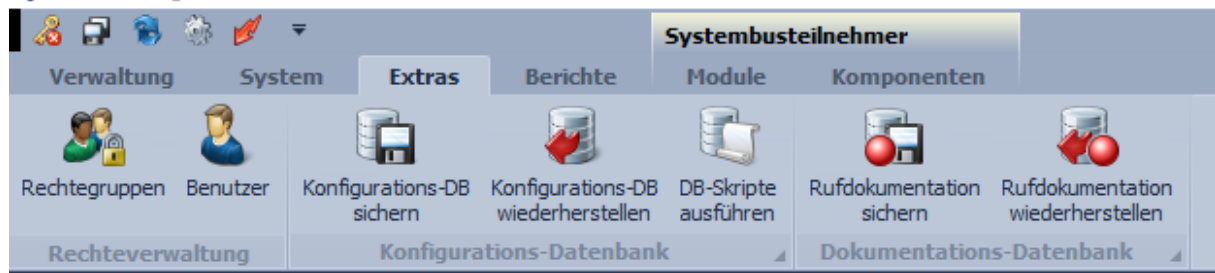 Systembusteilnehmer
Verwaltung System Extras Berichte Module Komponenten
Rechtegruppen Benutzer Konfigurations-DB Konfigurations-DB DB-Skripte Rufdokumentation Rufdokumentation
sichern wiederherstellen ausführen sichern wiederherstellen
Rechteverwaltung Konfigurations-Datenbank Dokumentations-Datenbank